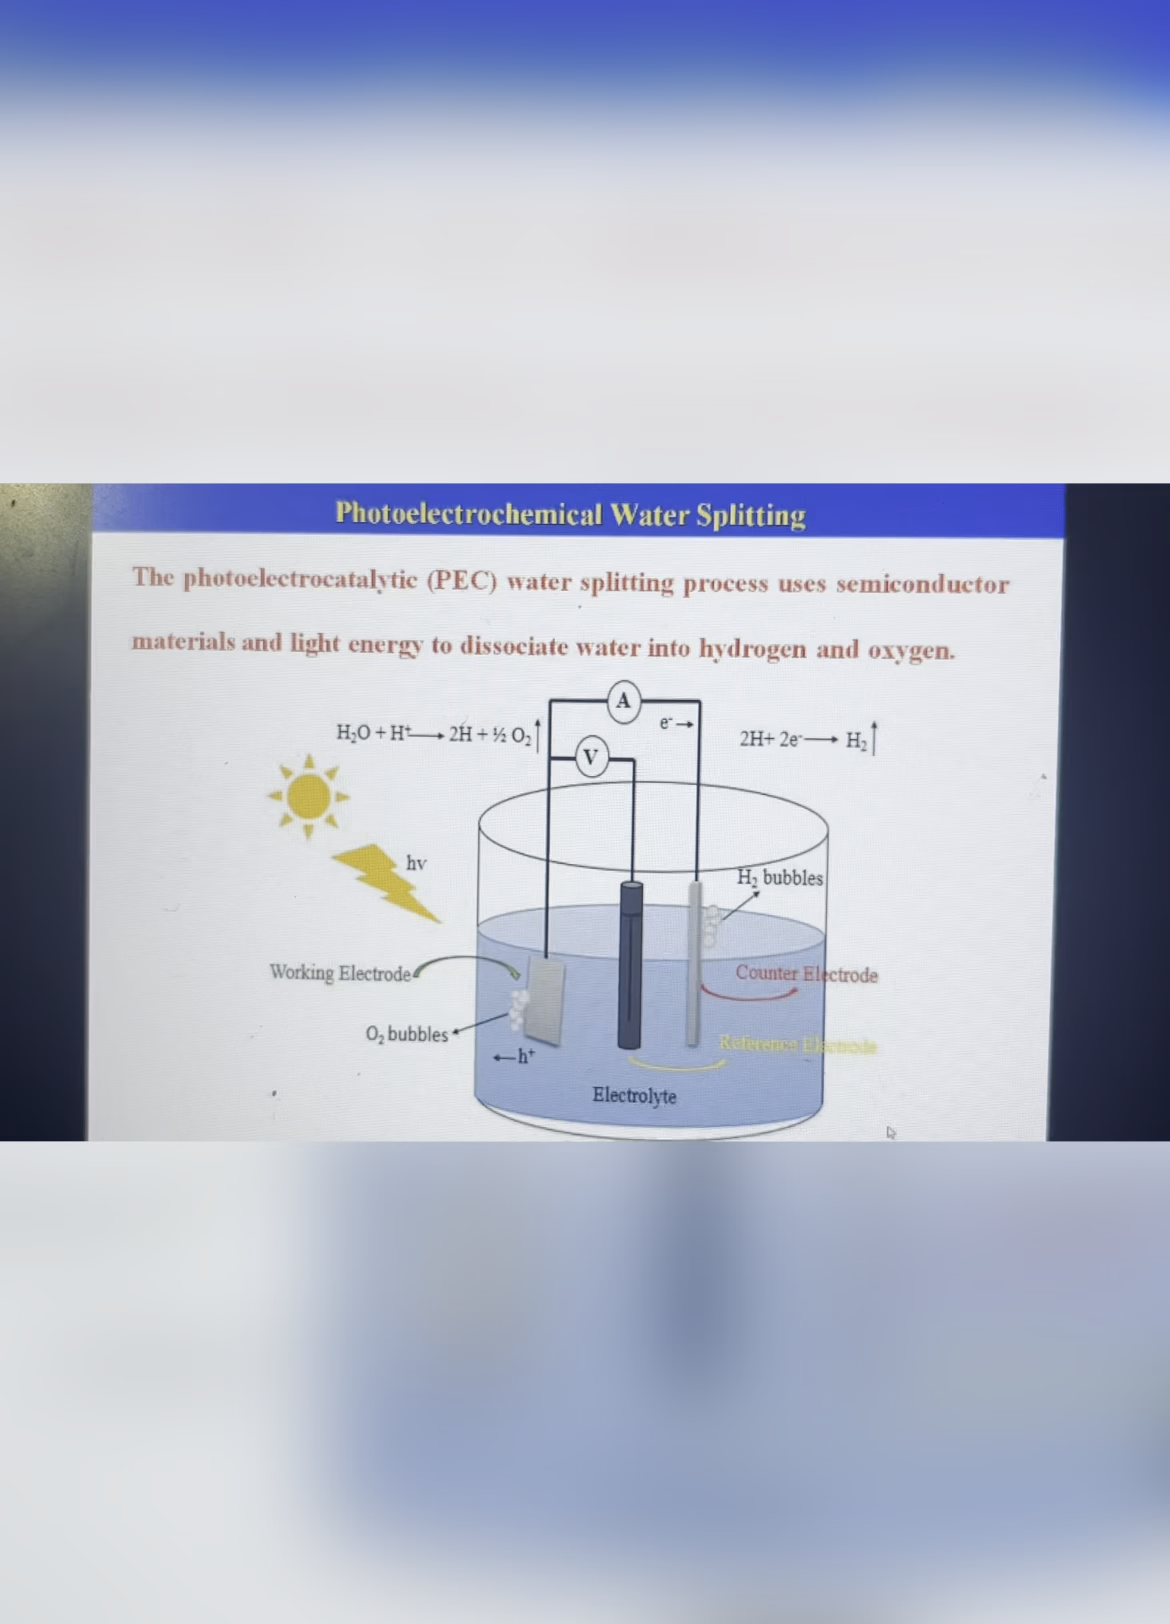 Photoelectrochemical Water Splitting
The photoelectrocatalytic (PEC) water splitting process uses semiconductor
materials and light energy to dissociate water into hydrogen and oxygen.
A
e⁻→
H₂O + H⁺→ 2H + ½ O₂↑
V
2H+ 2e⁻→ H₂↑
hv
H₂ bubbles
Working Electrode
Counter Electrode
O₂ bubbles
Reference Electrode
←h⁺
Electrolyte